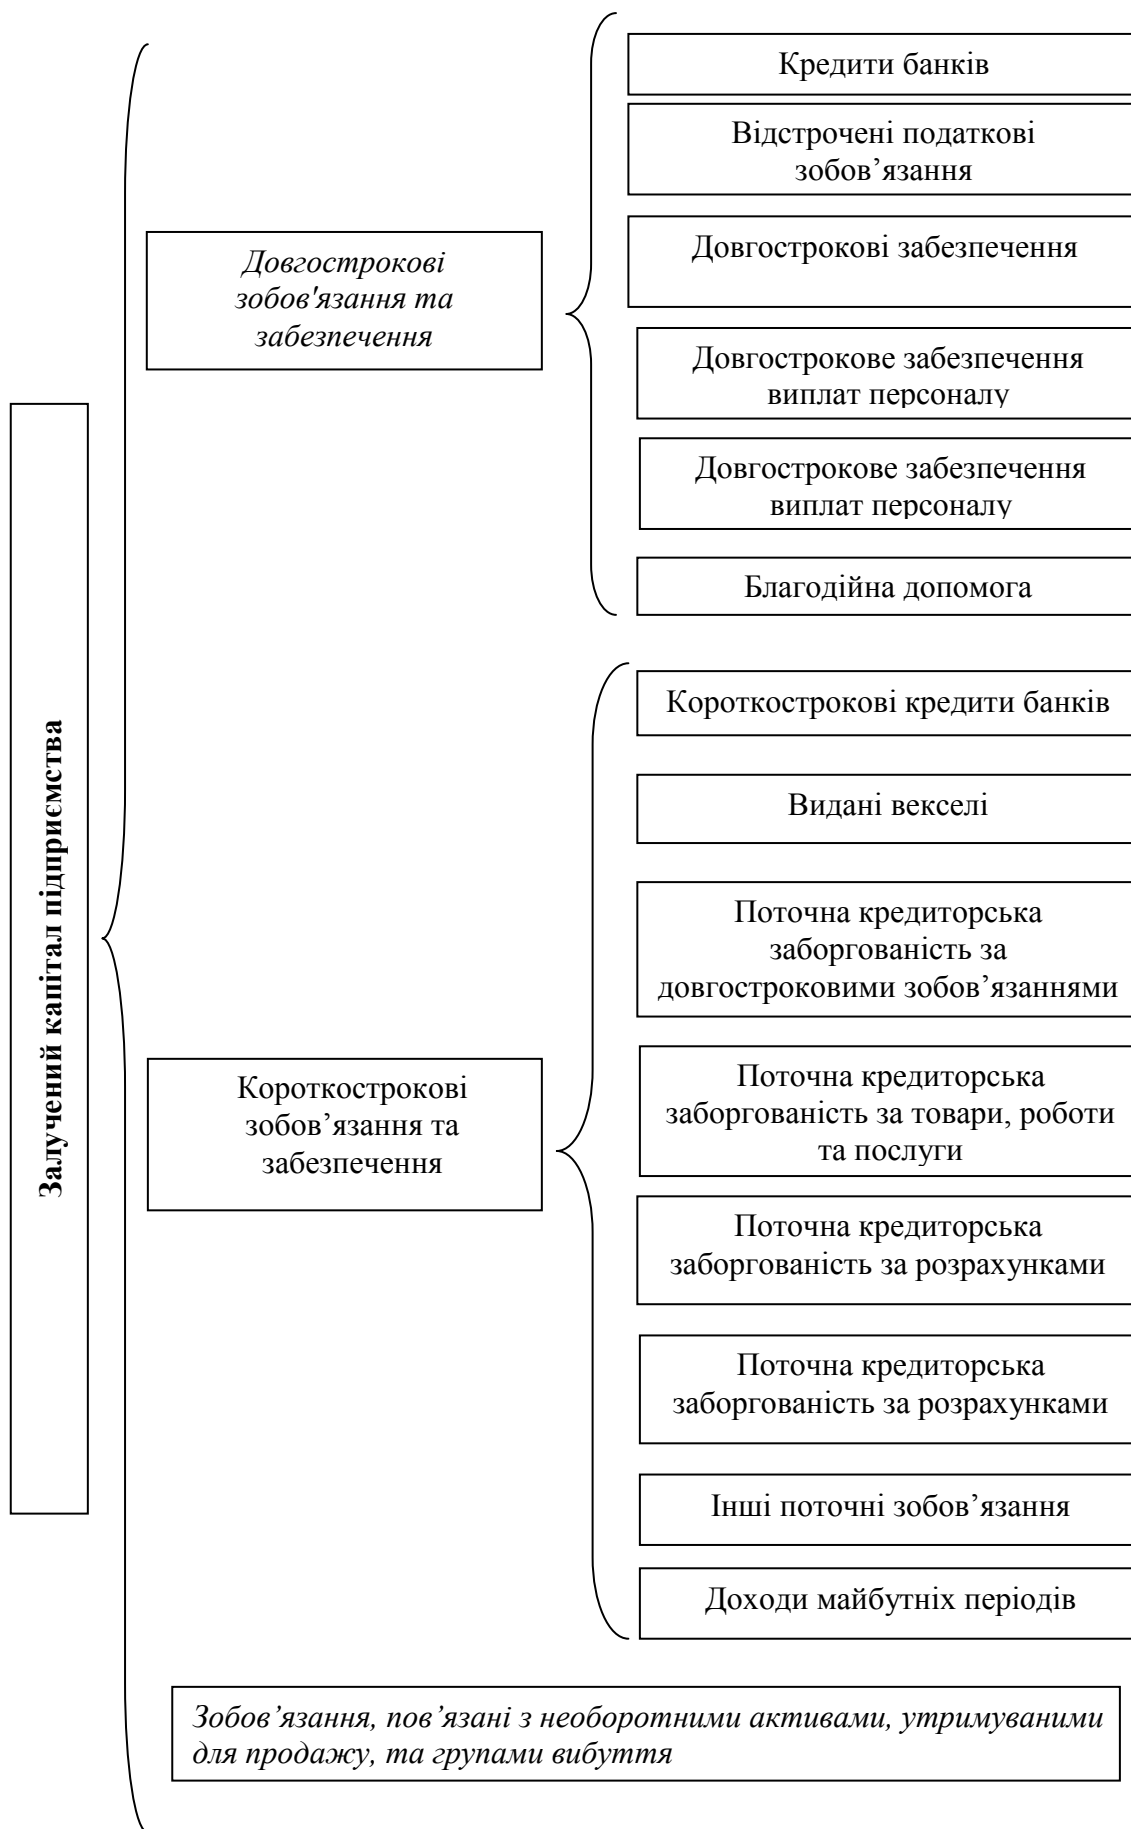 Залучений капітал підприємства
Довгострокові
зобов'язання та
забезпечення
Кредити банків
Відстрочені податкові
зобов’язання
Довгострокові забезпечення
Довгострокове забезпечення
виплат персоналу
Довгострокове забезпечення
виплат персоналу
Благодійна допомога
Короткострокові
зобов’язання та
забезпечення
Короткострокові кредити банків
Видані векселі
Поточна кредиторська
заборгованість за
довгостроковими зобов’язаннями
Поточна кредиторська
заборгованість за товари, роботи
та послуги
Поточна кредиторська
заборгованість за розрахунками
Поточна кредиторська
заборгованість за розрахунками
Інші поточні зобов’язання
Доходи майбутніх періодів
Зобов’язання, пов’язані з необоротними активами, утримуваними
для продажу, та групами вибуття